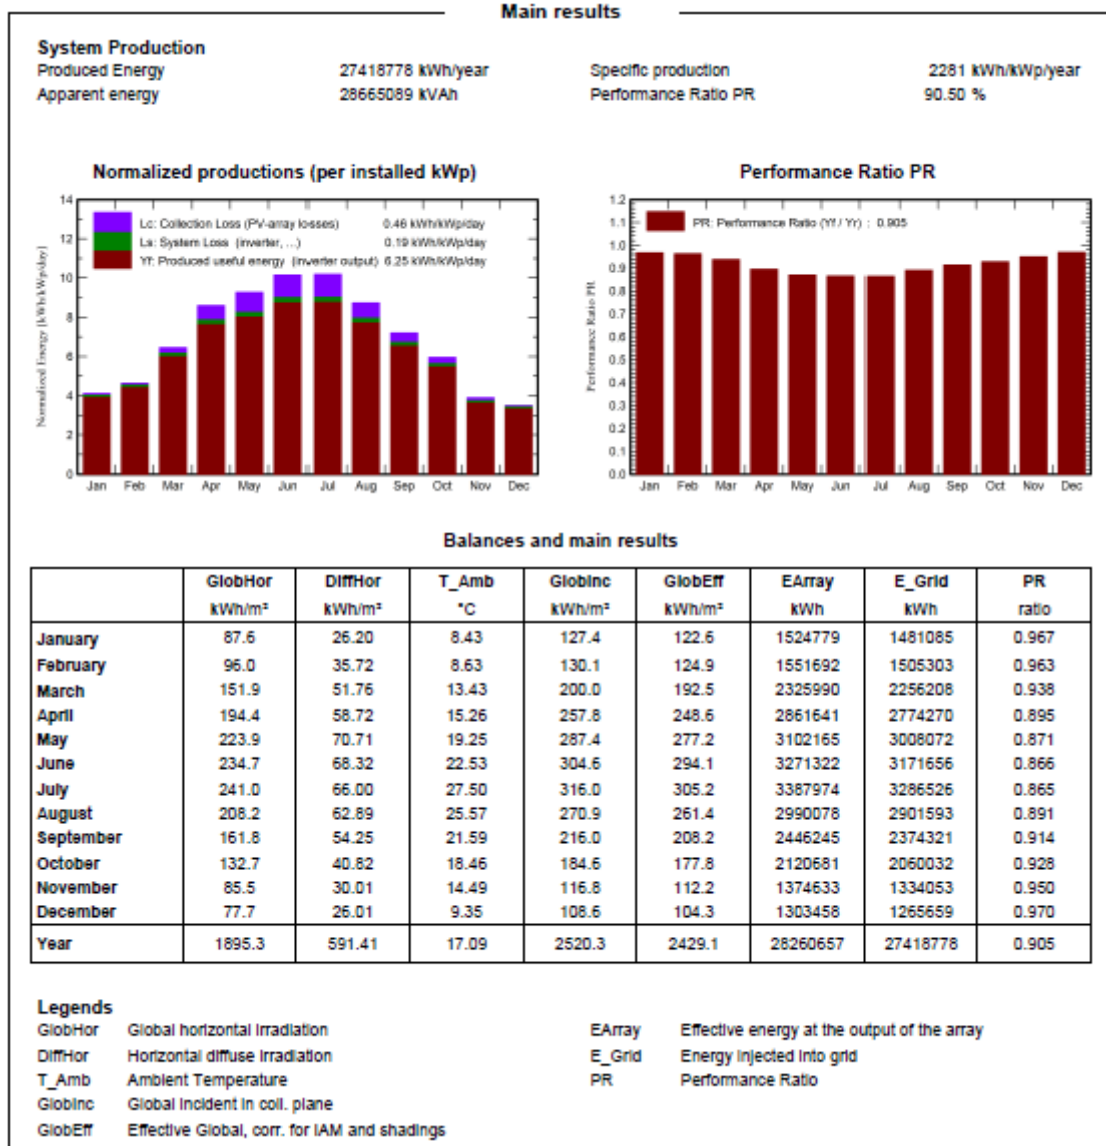 Main results
System Production
Produced Energy 27418778 kWh/year Specific production 2281 kWh/kWp/year
Apparent energy 28665089 kVAh Performance Ratio PR 90.50 %
Normalized productions (per installed kWp)
Lc: Collection Loss (PV-array losses) 0.46 kWh/kWp/day
Ls: System Loss (inverter, ...) 0.19 kWh/kWp/day
Yf: Produced useful energy (inverter output) 6.25 kWh/kWp/day
Normalized Energy [kWh/kWp/day]
14
12
10
8
6
4
2
0
Jan Feb Mar Apr May Jun Jul Aug Sep Oct Nov Dec
Performance Ratio PR
PR: Performance Ratio (Yf / Yr) : 0.905
Performance Ratio PR
1.2
1.1
1.0
0.9
0.8
0.7
0.6
0.5
0.4
0.3
0.2
0.1
0.0
Jan Feb Mar Apr May Jun Jul Aug Sep Oct Nov Dec
Balances and main results
GlobHor DiffHor T_Amb GlobInc GlobEff EArray E_Grid PR
kWh/m² kWh/m² °C kWh/m² kWh/m² kWh kWh ratio
January 87.6 26.20 8.43 127.4 122.6 1524779 1481085 0.967
February 96.0 35.72 8.63 130.1 124.9 1551692 1505303 0.963
March 151.9 51.76 13.43 200.0 192.5 2325990 2256208 0.938
April 194.4 58.72 15.26 257.8 248.6 2861641 2774270 0.895
May 223.9 70.71 19.25 287.4 277.2 3102165 3008072 0.871
June 234.7 68.32 22.53 304.6 294.1 3271322 3171656 0.866
July 241.0 66.00 27.50 316.0 305.2 3387974 3286526 0.865
August 208.2 62.89 25.57 270.9 261.4 2990078 2901593 0.891
September 161.8 54.25 21.59 216.0 208.2 2446245 2374321 0.914
October 132.7 40.82 18.46 184.6 177.8 2120681 2060032 0.928
November 85.5 30.01 14.49 116.8 112.2 1374633 1334053 0.950
December 77.7 26.01 9.35 108.6 104.3 1303458 1265659 0.970
Year 1895.3 591.41 17.09 2520.3 2429.1 28260657 27418778 0.905
Legends
GlobHor Global horizontal irradiation EArray Effective energy at the output of the array
DiffHor Horizontal diffuse irradiation E_Grid Energy injected into grid
T_Amb Ambient Temperature PR Performance Ratio
GlobInc Global incident in coll. plane
GlobEff Effective Global, corr. for IAM and shadings